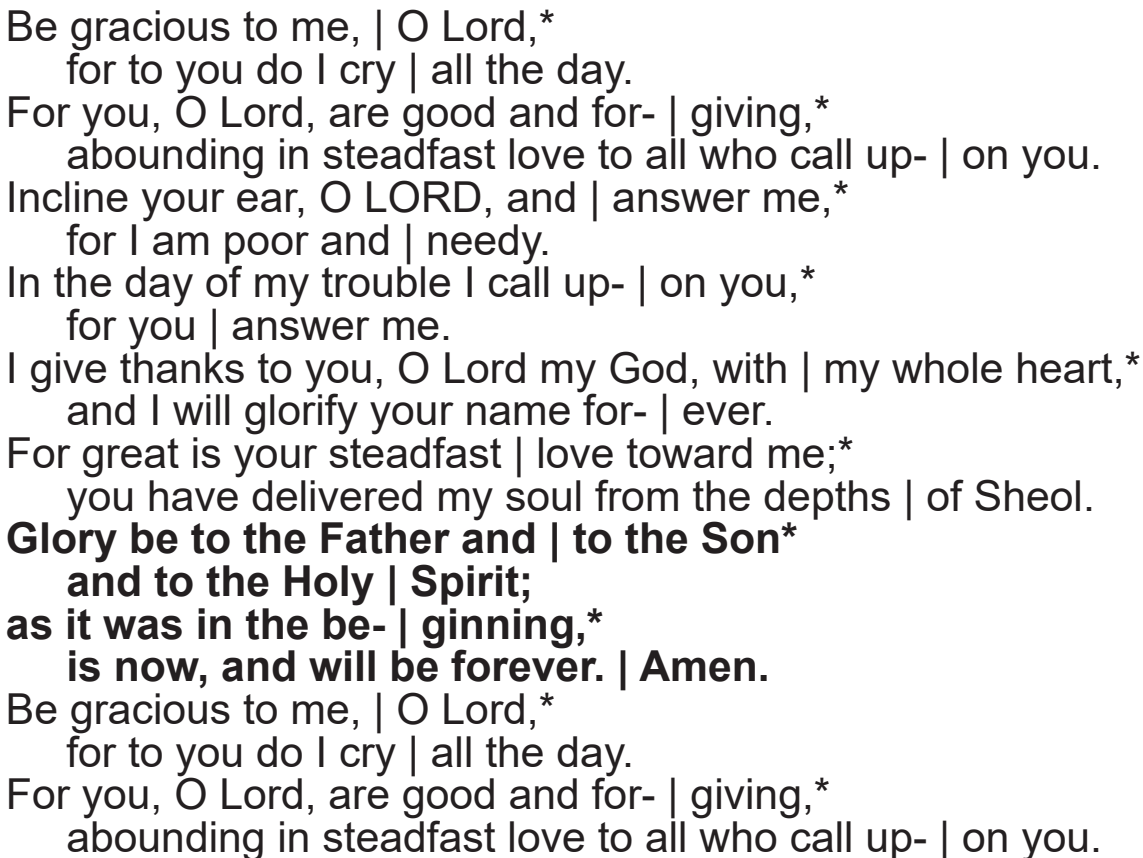 Be gracious to me, | O Lord,*
for to you do I cry | all the day.
For you, O Lord, are good and for- | giving,*
abounding in steadfast love to all who call up- | on you.
Incline your ear, O LORD, and | answer me,*
for I am poor and | needy.
In the day of my trouble I call up- | on you,*
for you | answer me.
I give thanks to you, O Lord my God, with | my whole heart,*
and I will glorify your name for- | ever.
For great is your steadfast | love toward me;*
you have delivered my soul from the depths | of Sheol.
Glory be to the Father and | to the Son*
and to the Holy | Spirit;
as it was in the be- | ginning,*
is now, and will be forever. | Amen.
Be gracious to me, | O Lord,*
for to you do I cry | all the day.
For you, O Lord, are good and for- | giving,*
abounding in steadfast love to all who call up- | on you.